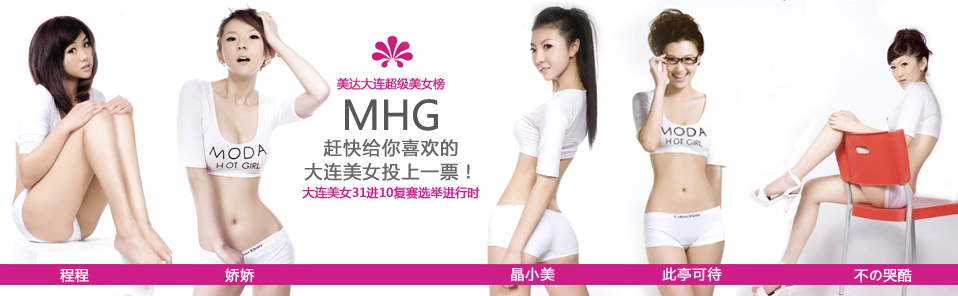 美达大连超级美女榜
MHG
赶快给你喜欢的
大连美女投上一票！
大连美女31进10复赛选举进行时
MODA
HOT GIRL
MODA
HOT GIRL
Calvin Klein
程程
娇娇
晶小美
此亭可待
不の哭酷